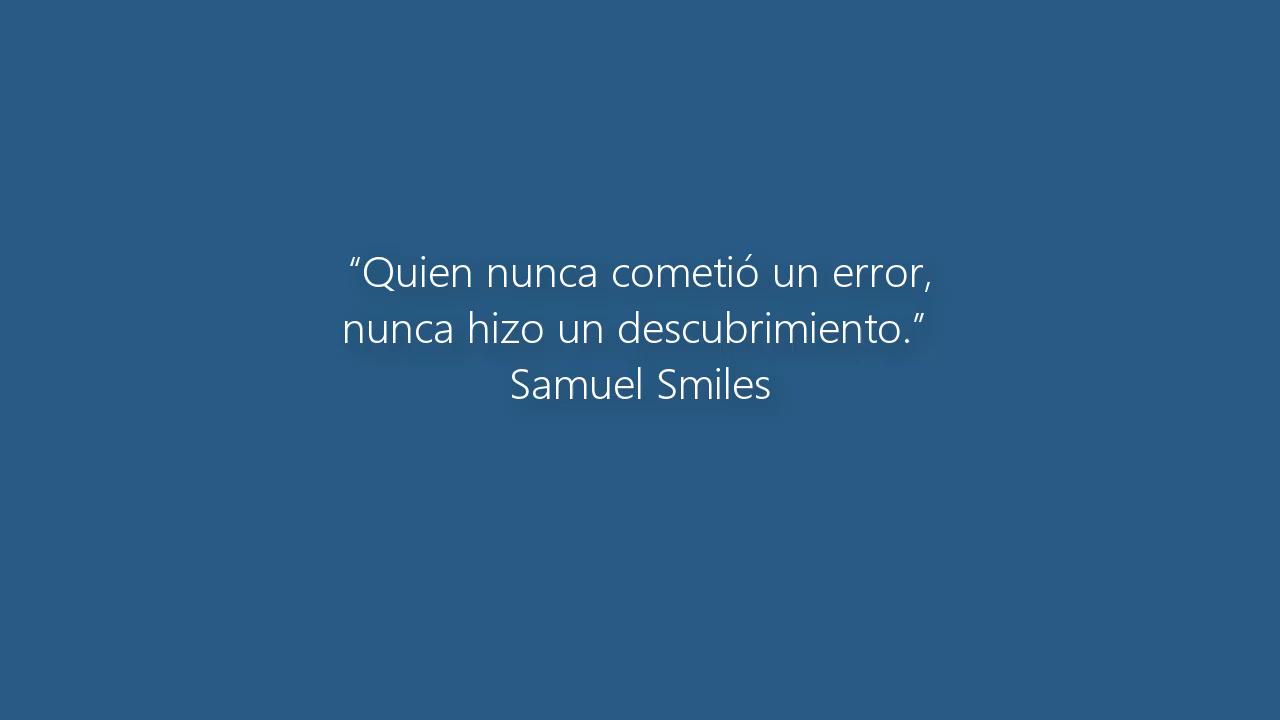 “Quien nunca cometió un error,
nunca hizo un descubrimiento.”
Samuel Smiles